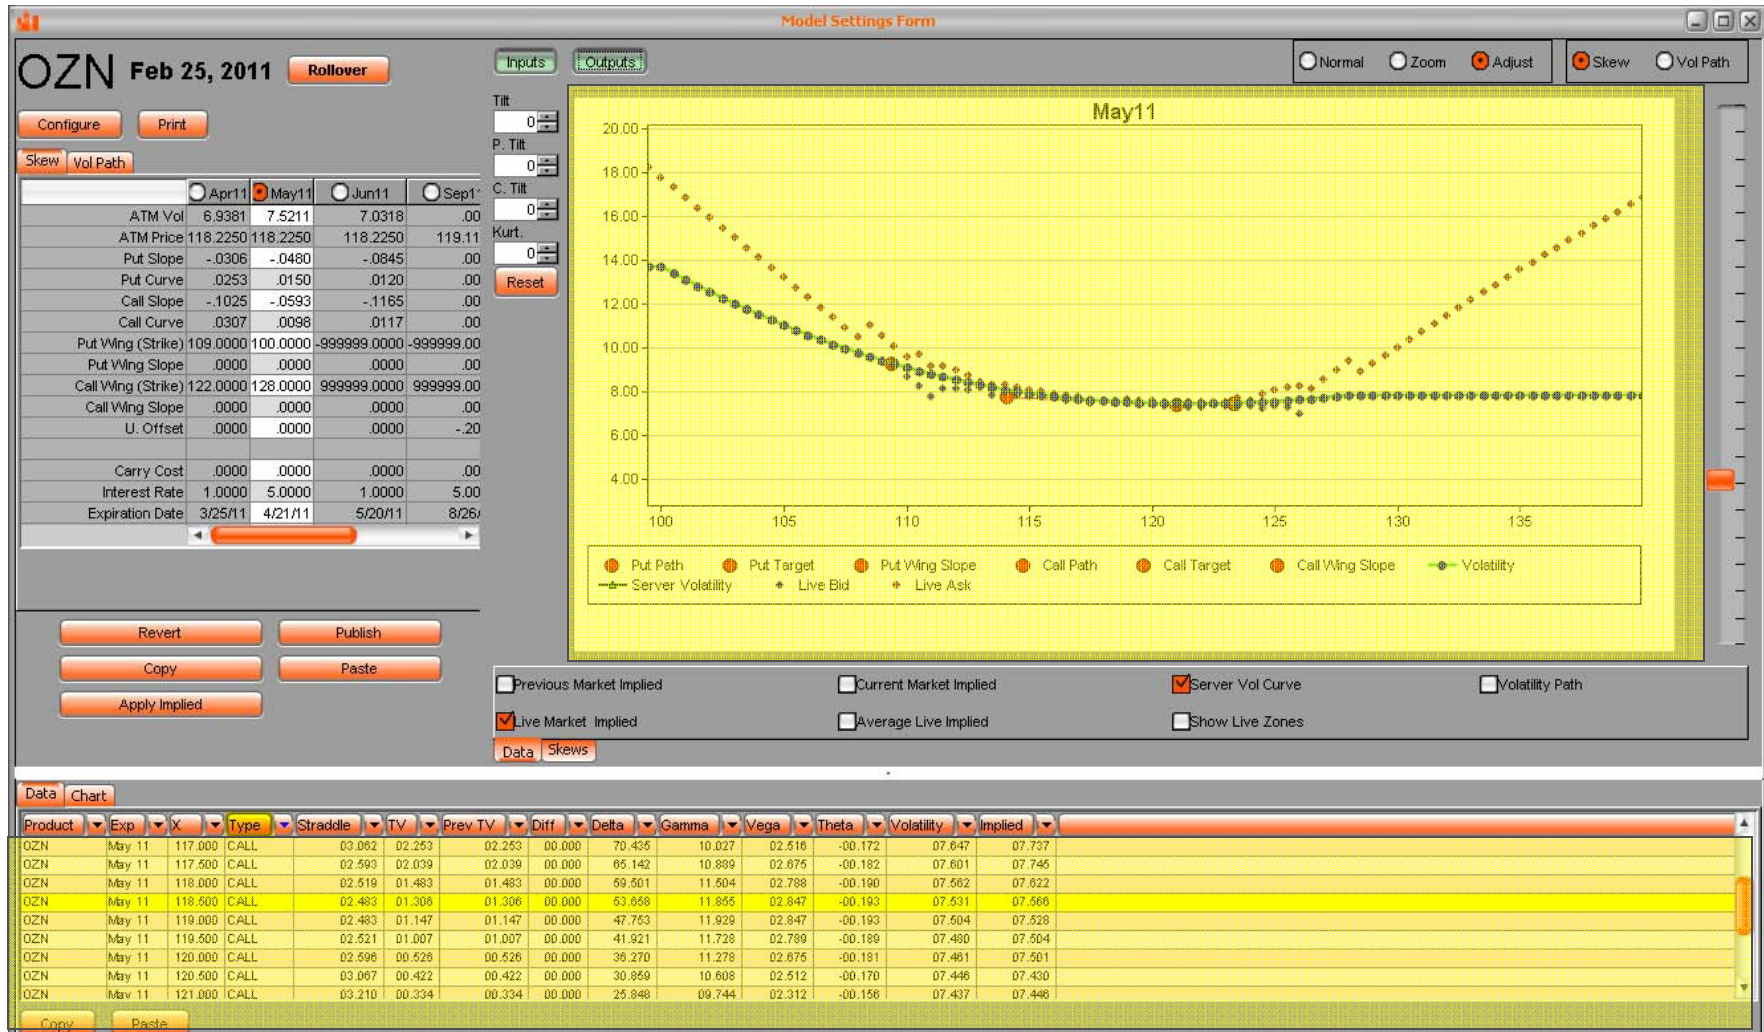 Model Settings Form
OZN Feb 25, 2011 Rollover
Inputs Outputs Normal Zoom Adjust Skew Vol Path
Configure Print
Skew Vol Path
Apr11 May11 Jun11 Sep1
ATM Vol 6.9381 7.5211 7.0318 .00
ATM Price 118.2250 118.2250 118.2250 119.11
Put Slope -.0306 -.0480 -.0845 .00
Put Curve .0253 .0150 .0120 .00
Call Slope -.1025 -.0593 -.1165 .00
Call Curve .0307 .0098 .0117 .00
Put Wing (Strike) 109.0000 100.0000 -999999.0000 -999999.00
Put Wing Slope .0000 .0000 .0000 .00
Call Wing (Strike) 122.0000 128.0000 999999.0000 999999.00
Call Wing Slope .0000 .0000 .0000 .00
U. Offset .0000 .0000 .0000 -.20
Carry Cost .0000 .0000 .0000 .00
Interest Rate 1.0000 5.0000 1.0000 5.00
Expiration Date 3/25/11 4/21/11 5/20/11 8/26/
Revert Publish
Copy Paste
Apply Implied
Tilt
0
P. Tilt
0
C. Tilt
0
Kurt.
0
Reset
May11
20.00
18.00
16.00
14.00
12.00
10.00
8.00
6.00
4.00
100 105 110 115 120 125 130 135
Put Path Put Target Put Wing Slope Call Path Call Target Call Wing Slope Volatility
Server Volatility Live Bid Live Ask
Previous Market Implied Current Market Implied Server Vol Curve Volatility Path
Live Market Implied Average Live Implied Show Live Zones
Data Skews
Data Chart
Product Exp X Type Straddle TV Prev TV Diff Delta Gamma Vega Theta Volatility Implied
OZN May 11 117.000 CALL 03.062 02.253 02.253 00.000 70.435 10.027 02.516 -00.172 07.647 07.737
OZN May 11 117.500 CALL 02.593 02.039 02.039 00.000 65.142 10.889 02.675 -00.182 07.601 07.745
OZN May 11 118.000 CALL 02.519 01.483 01.483 00.000 59.501 11.504 02.788 -00.190 07.562 07.622
OZN May 11 118.500 CALL 02.483 01.306 01.306 00.000 53.658 11.855 02.847 -00.193 07.531 07.566
OZN May 11 119.000 CALL 02.483 01.147 01.147 00.000 47.753 11.929 02.847 -00.193 07.504 07.528
OZN May 11 119.500 CALL 02.521 01.007 01.007 00.000 41.921 11.728 02.789 -00.189 07.480 07.504
OZN May 11 120.000 CALL 02.596 00.526 00.526 00.000 36.270 11.278 02.675 -00.181 07.461 07.501
OZN May 11 120.500 CALL 03.067 00.422 00.422 00.000 30.859 10.608 02.512 -00.170 07.446 07.430
OZN May 11 121.000 CALL 03.210 00.334 00.334 00.000 25.848 09.744 02.312 -00.156 07.437 07.446
Copy Paste